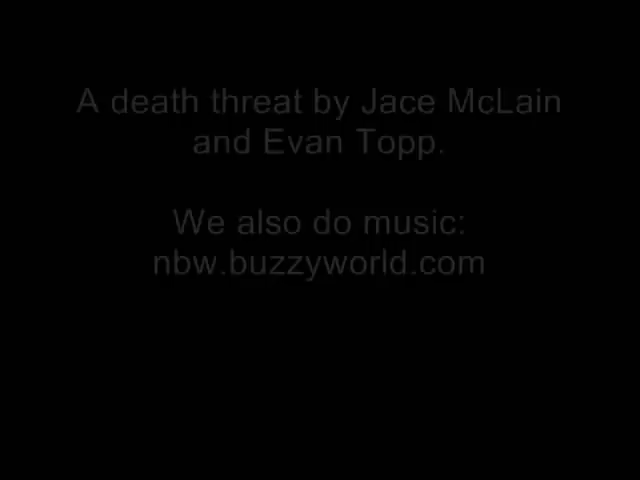 A death threat by Jace McLain
and Evan Topp.
We also do music:
nbw.buzzyworld.com